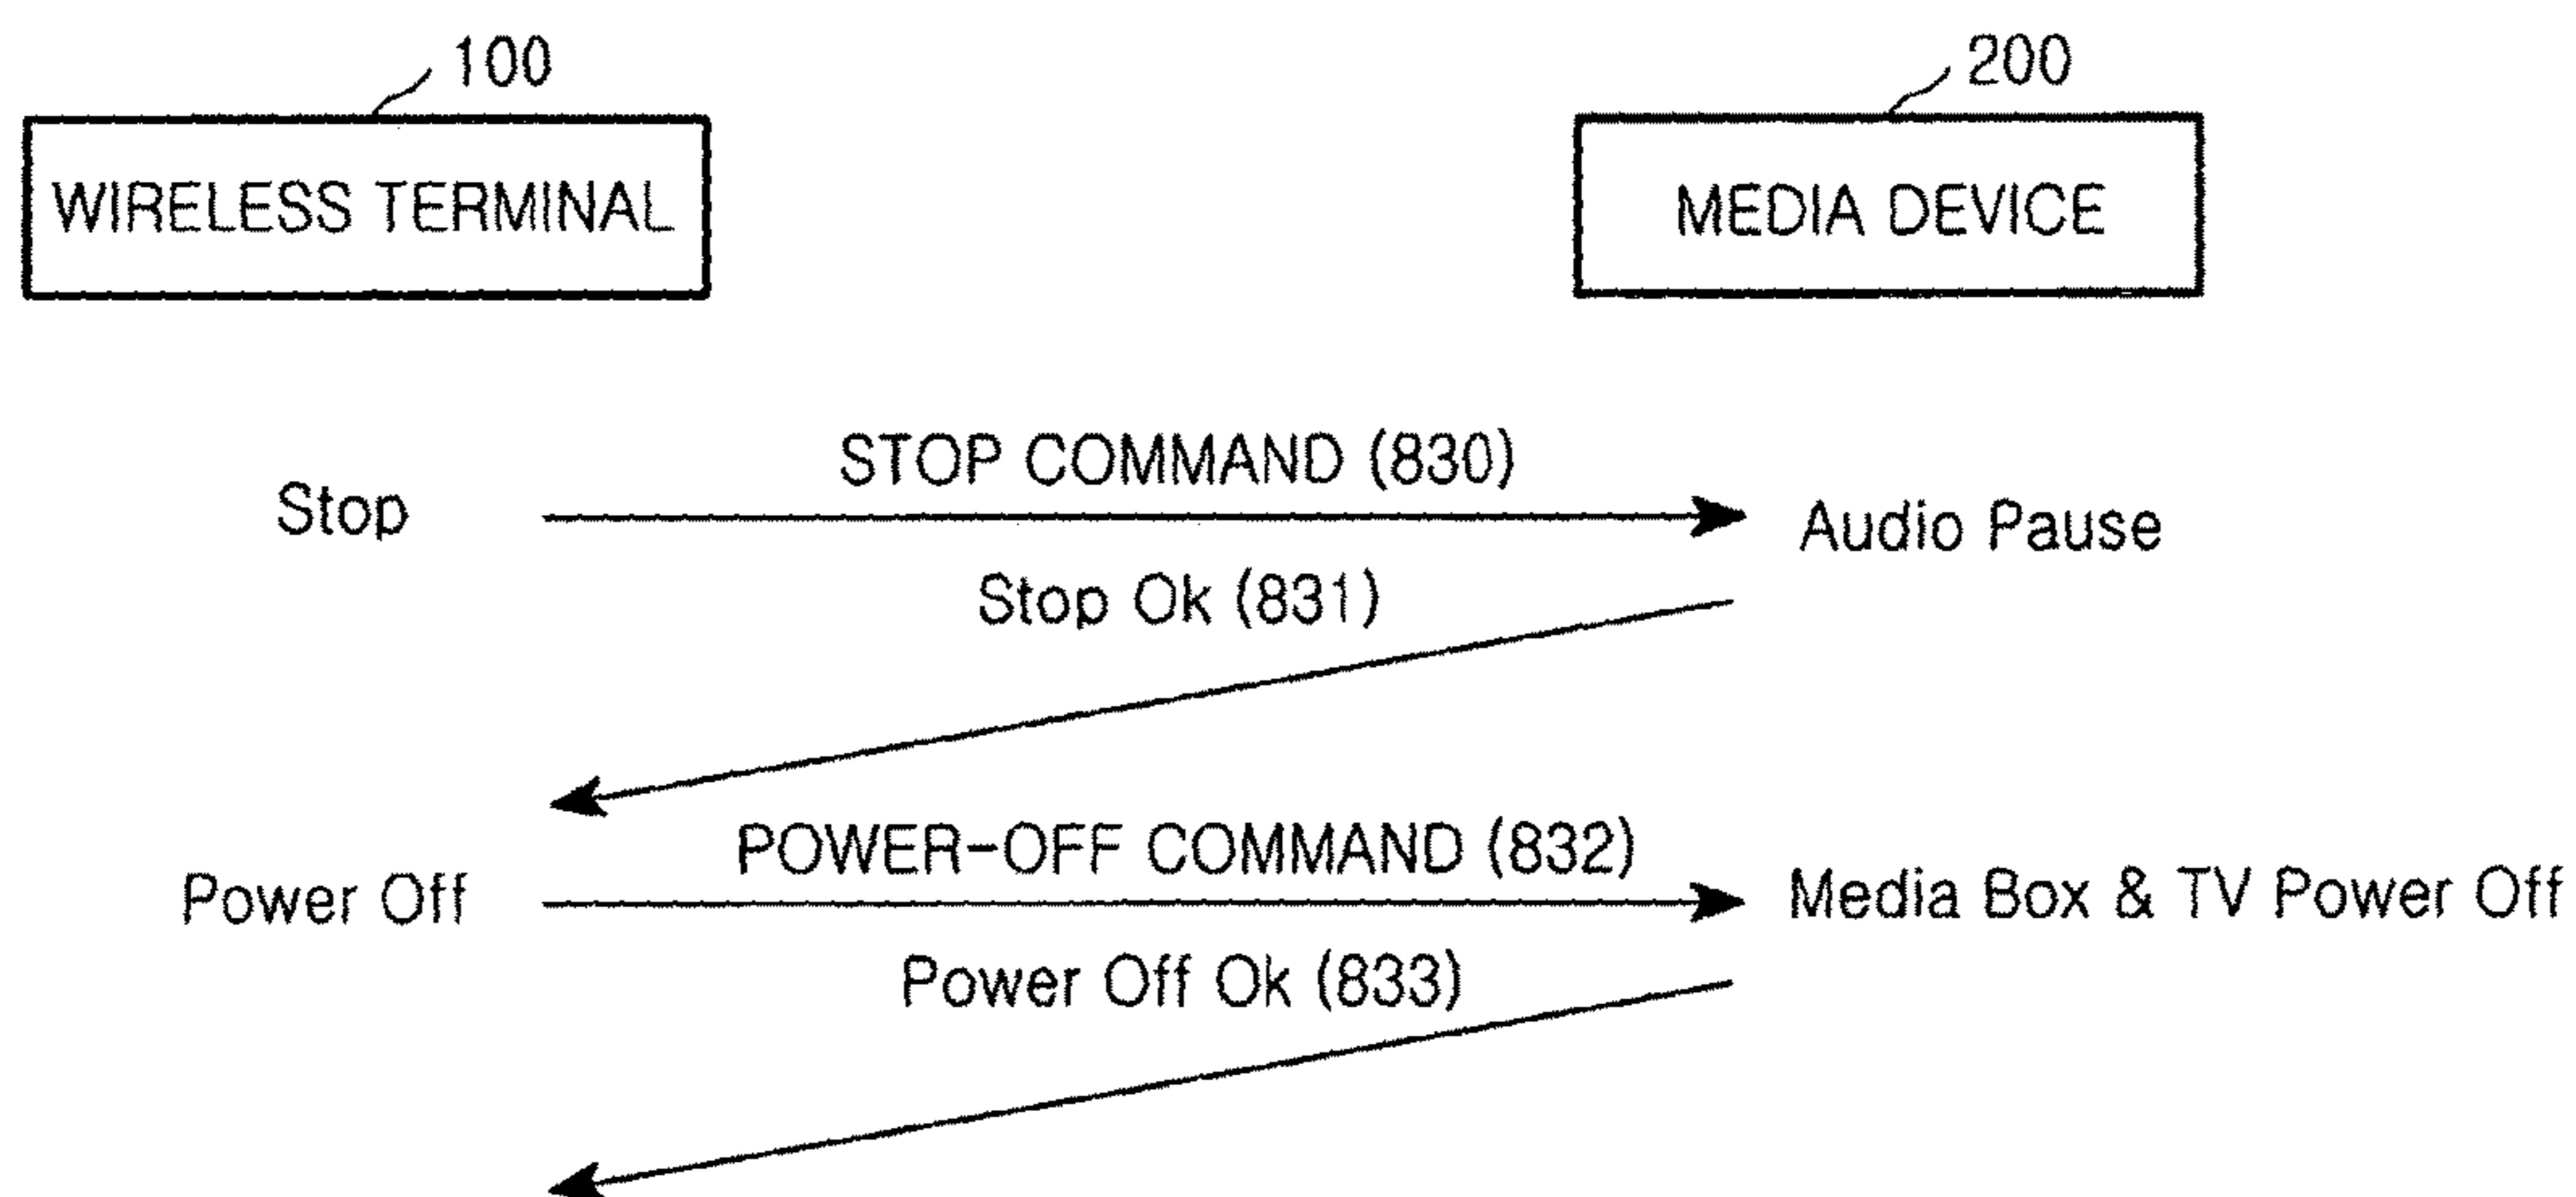 100
200
WIRELESS TERMINAL
MEDIA DEVICE
STOP COMMAND (830)
Stop
Audio Pause
Stop Ok (831)
POWER-OFF COMMAND (832)
Power Off
Media Box & TV Power Off
Power Off Ok (833)